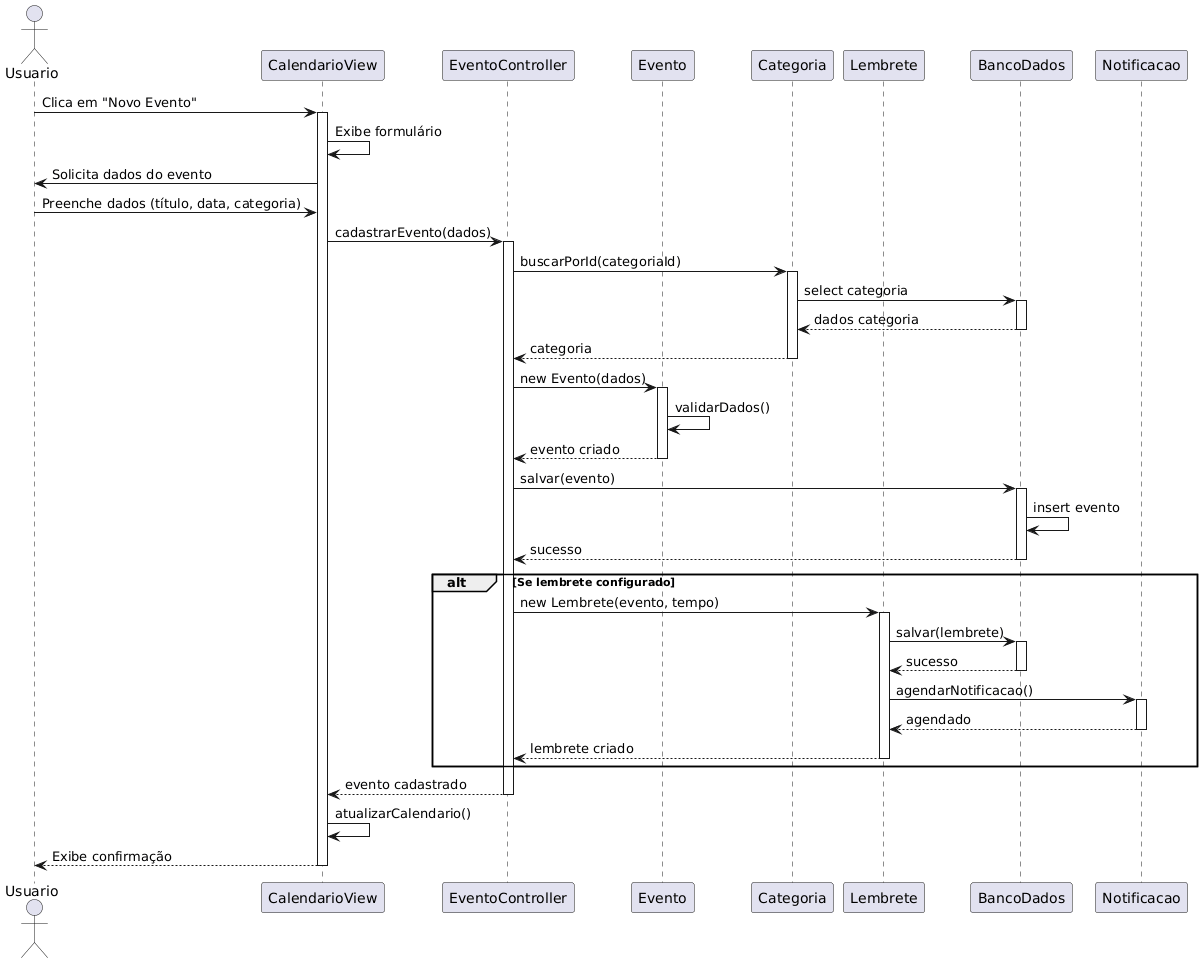 Usuario
CalendarioView
EventoController
Evento
Categoria
Lembrete
BancoDados
Notificacao
Clica em "Novo Evento"
Exibe formulário
Solicita dados do evento
Preenche dados (título, data, categoria)
cadastrarEvento(dados)
buscarPorId(categoriaId)
select categoria
dados categoria
categoria
new Evento(dados)
validarDados()
evento criado
salvar(evento)
insert evento
sucesso
alt
[Se lembrete configurado]
new Lembrete(evento, tempo)
salvar(lembrete)
sucesso
agendarNotificacao()
agendado
lembrete criado
evento cadastrado
atualizarCalendario()
Exibe confirmação
Usuario
CalendarioView
EventoController
Evento
Categoria
Lembrete
BancoDados
Notificacao